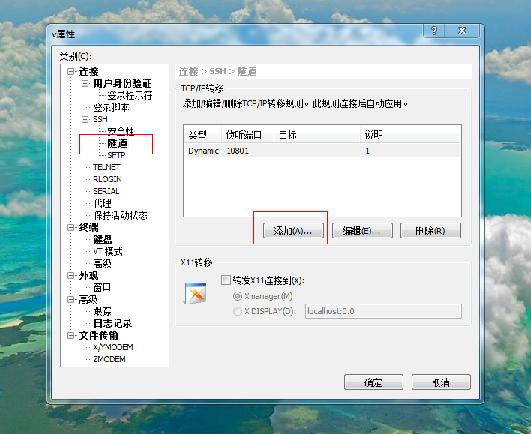 v属性
类别(C):
连接
用户身份验证
登录提示符
登录脚本
SSH
安全性
隧道
SFTP
TELNET
RLOGIN
SERIAL
代理
保持活动状态
终端
键盘
VT 模式
高级
外观
窗口
高级
跟踪
日志记录
文件传输
X/YMODEM
ZMODEM
连接 > SSH > 隧道
TCP/IP转移
添加/编辑/删除TCP/IP转移规则。此规则连接后自动应用。
类型 侦听端口 目标 说明
Dynamic 10801 1
添加(A)... 编辑(E)... 删除(R)
X11转移
转发X11连接到(X):
Xmanager(M)
X DISPLAY(D): localhost:0.0
确定 取消